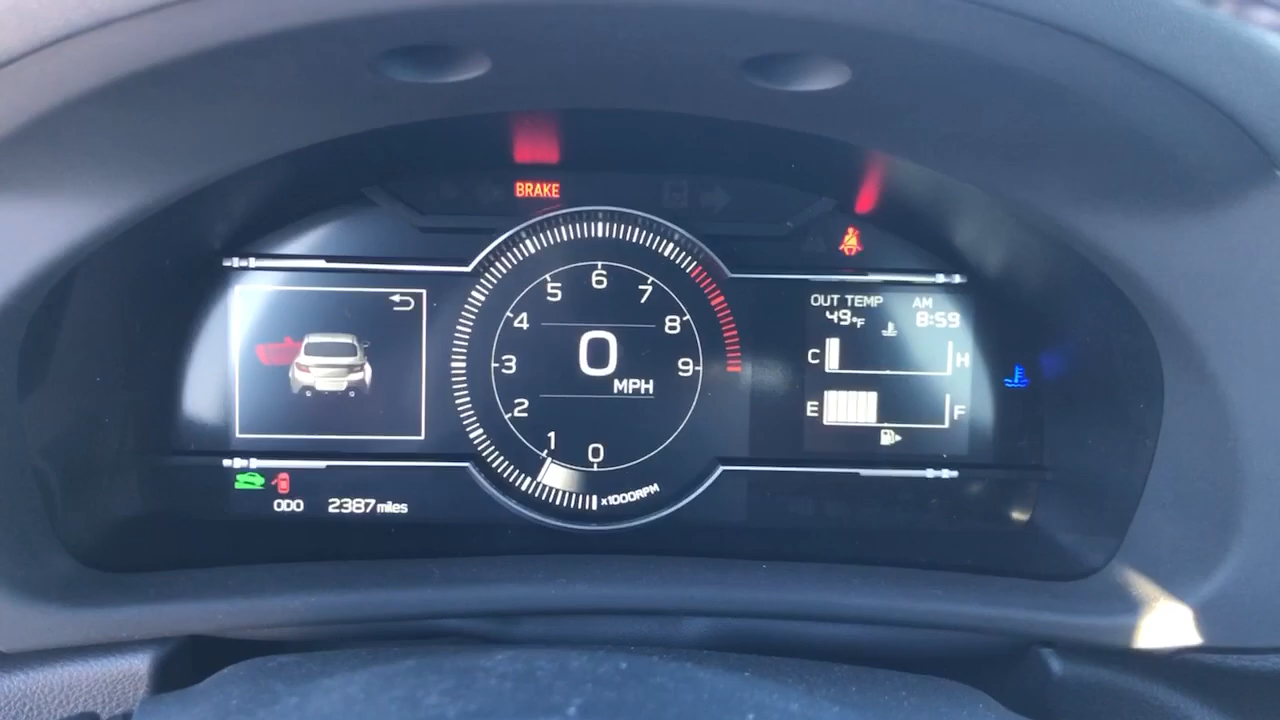 BRAKE
OUT TEMP AM
49°F 8:59
C H
E F
6
5 7
4 8
0
3 9
MPH
2
1 0
x1000RPM
ODO 2387 miles